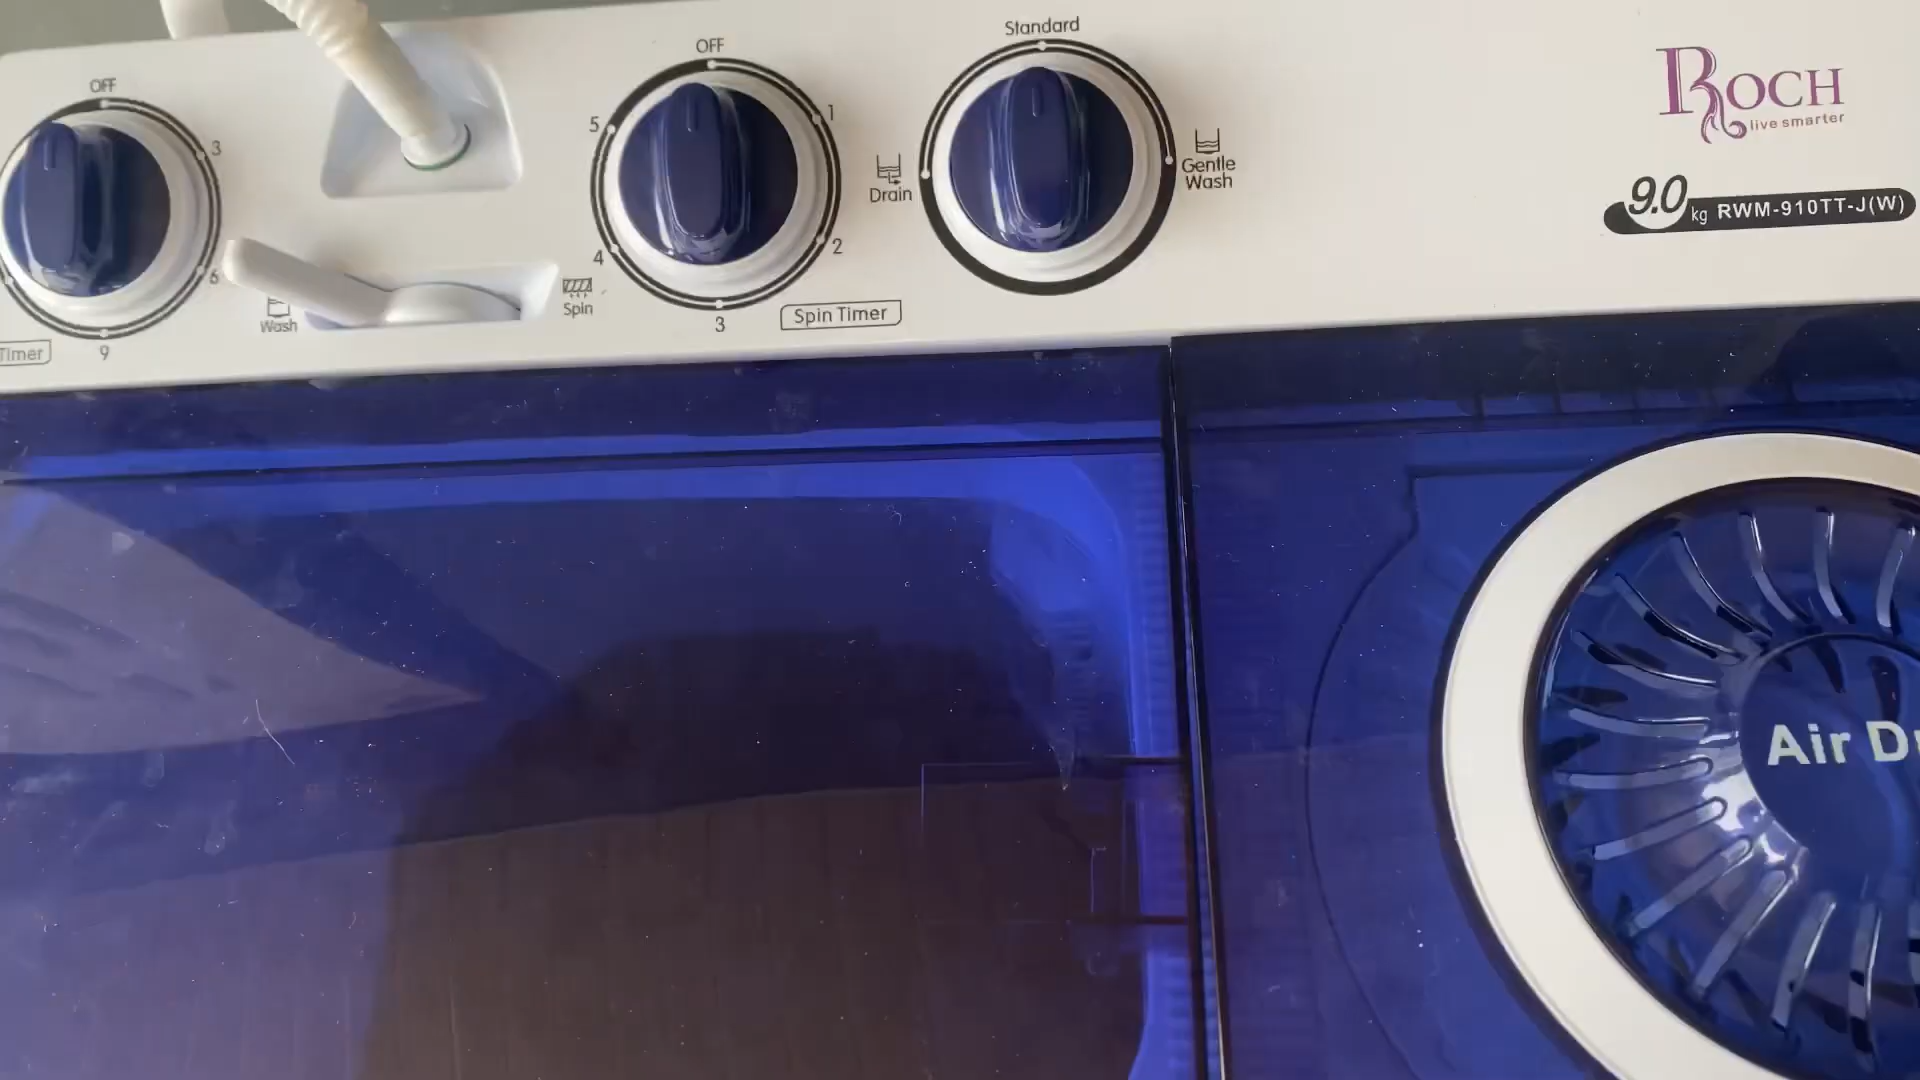 OFF
3
6
9
Timer
Wash
Spin
OFF
1
2
3
4
5
Spin Timer
Standard
Drain
Gentle
Wash
ROCH
live smarter
9.0 kg RWM-910TT-J(W)
Air